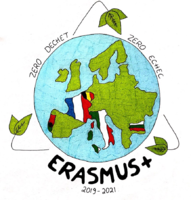 ZERO DECHET
ZERO ECHEC
ERASMUS+
2019-2021